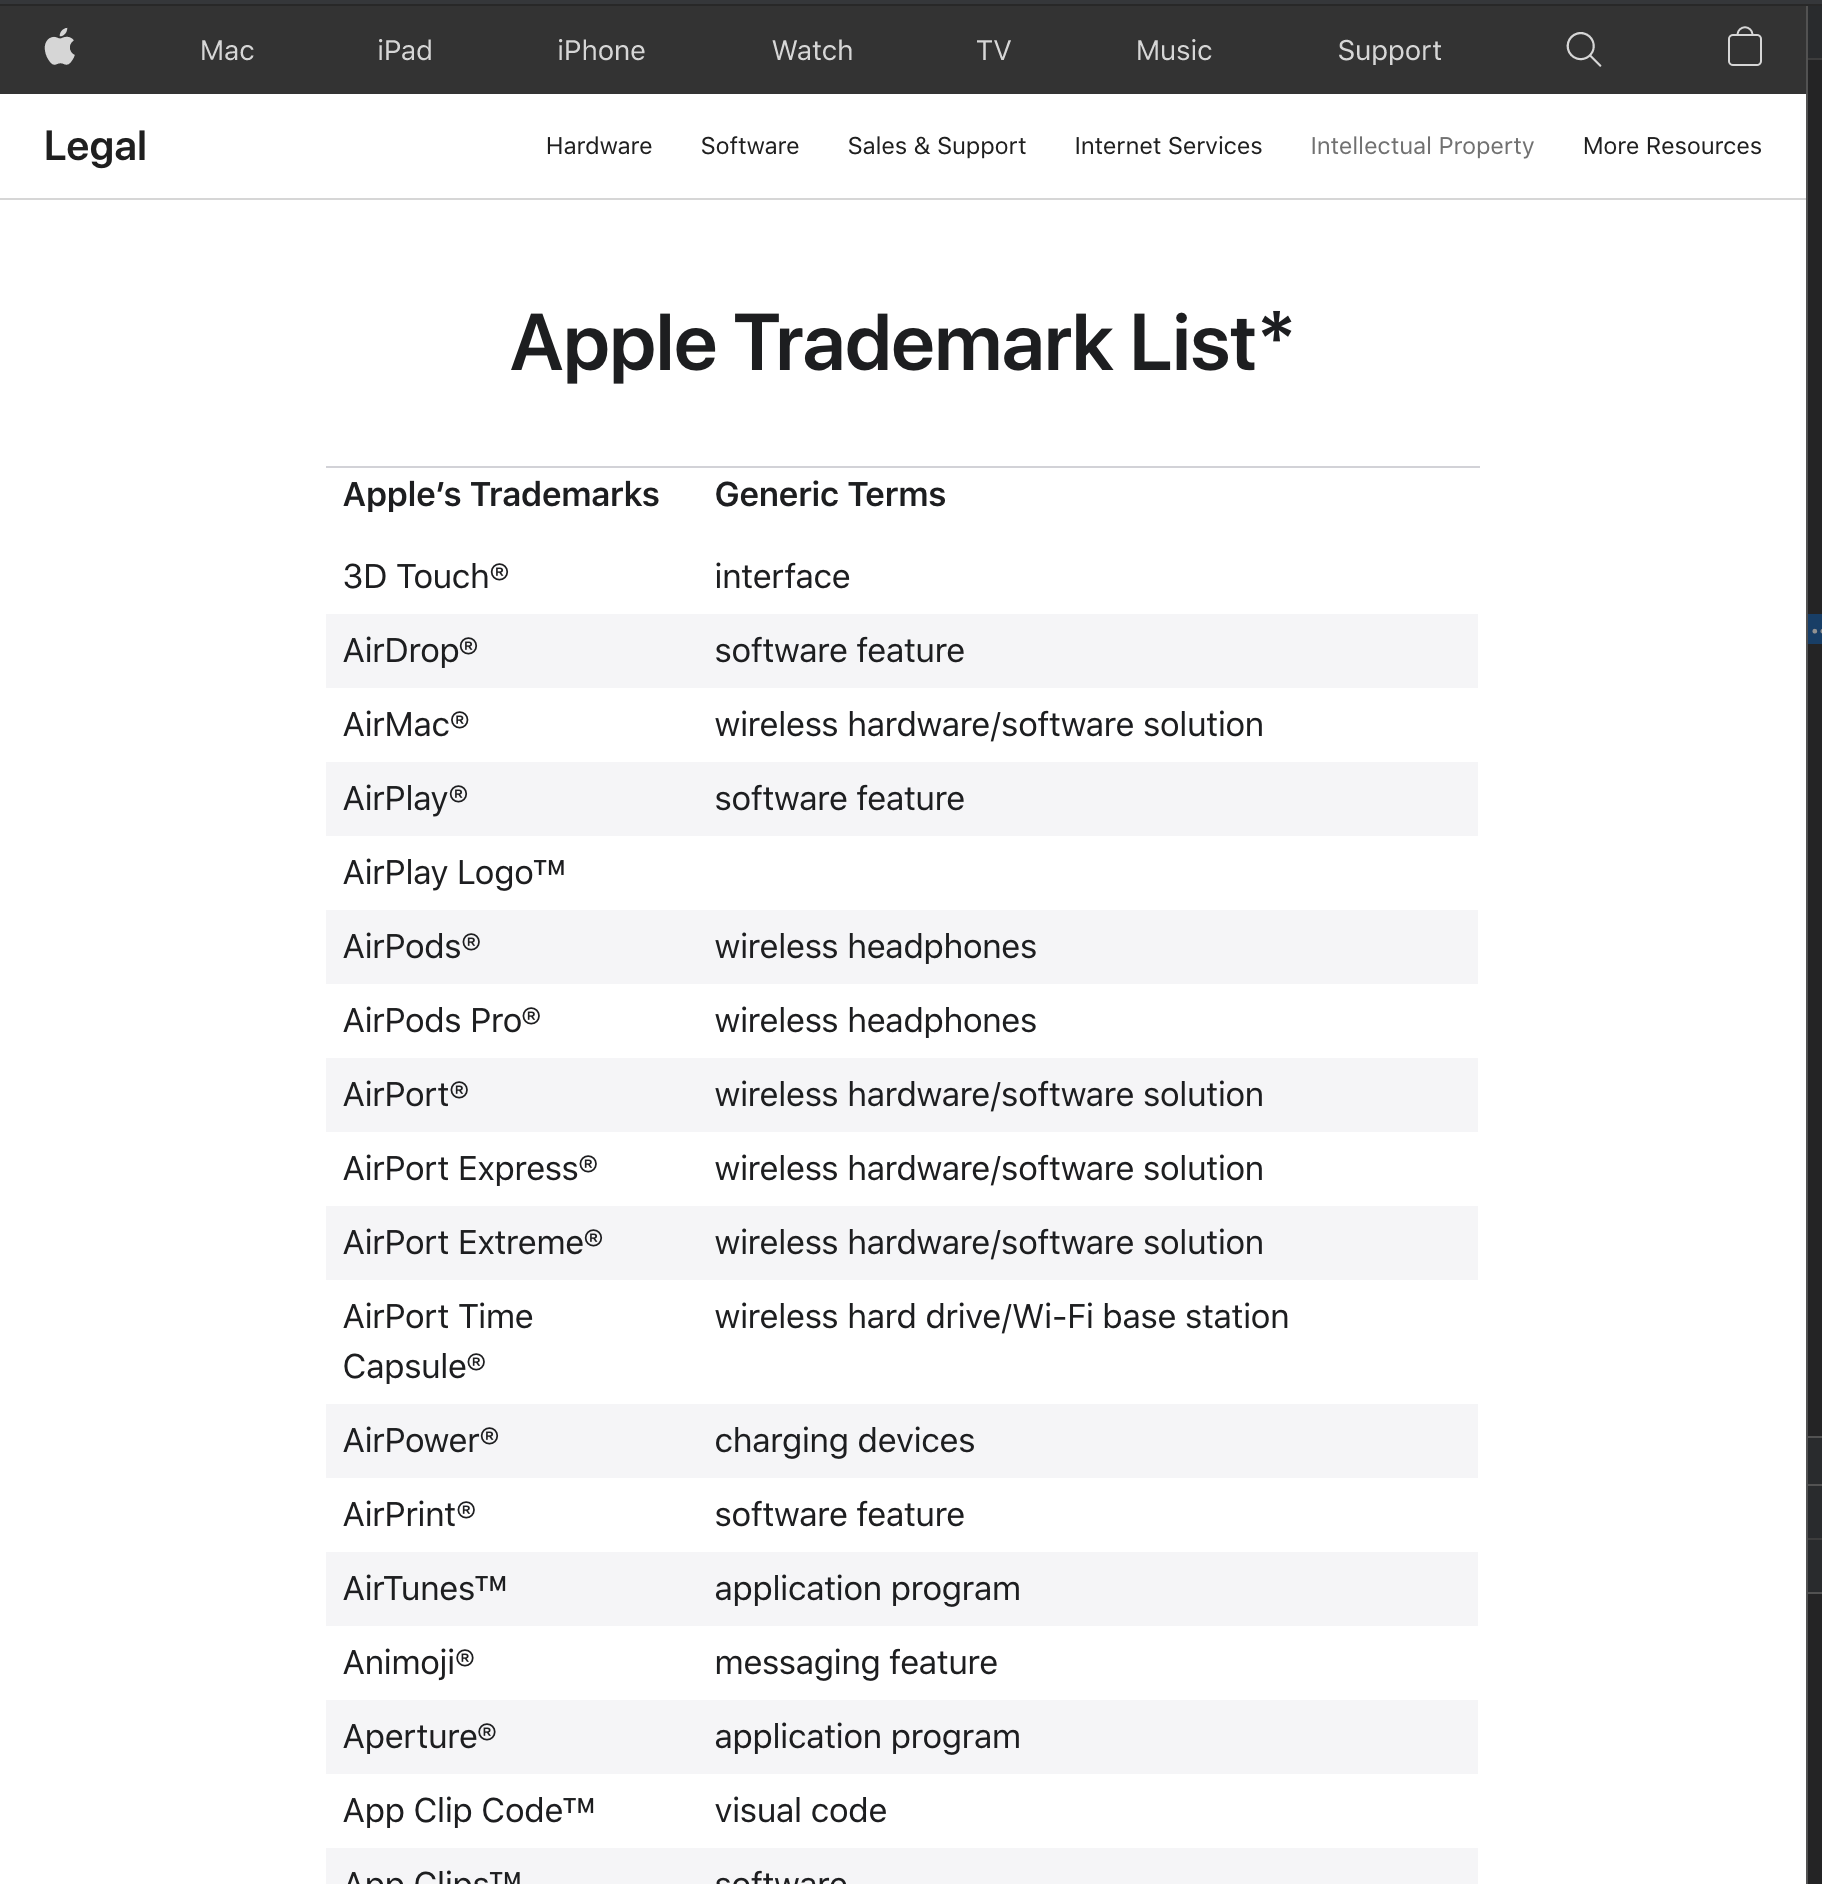 Mac iPad iPhone Watch TV Music Support
Legal Hardware Software Sales & Support Internet Services Intellectual Property More Resources
Apple Trademark List*
Apple’s Trademarks Generic Terms
3D Touch® interface
AirDrop® software feature
AirMac® wireless hardware/software solution
AirPlay® software feature
AirPlay Logo™
AirPods® wireless headphones
AirPods Pro® wireless headphones
AirPort® wireless hardware/software solution
AirPort Express® wireless hardware/software solution
AirPort Extreme® wireless hardware/software solution
AirPort Time wireless hard drive/Wi-Fi base station
Capsule®
AirPower® charging devices
AirPrint® software feature
AirTunes™ application program
Animoji® messaging feature
Aperture® application program
App Clip Code™ visual code
App Clips™ software